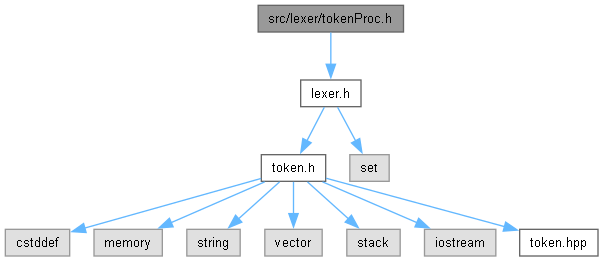 src/lexer/tokenProc.h
lexer.h
token.h
set
cstddef
memory
string
vector
stack
iostream
token.hpp